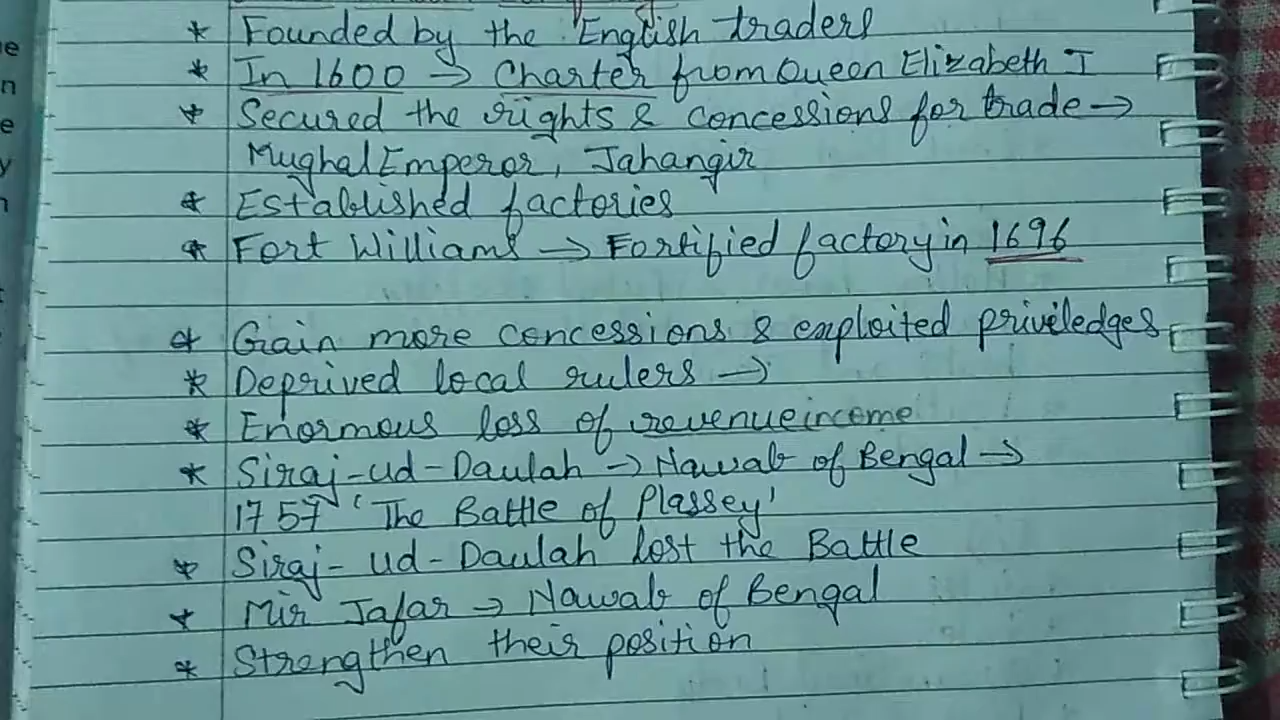 * Founded by the English traders
* In 1600 → Charter from Queen Elizabeth I
* Secured the rights & concessions for trade →
Mughal Emperor, Jahangir
* Established factories
* Fort Williams → Fortified factory in 1696
* Gain more concessions & exploited priviledges
* Deprived local rulers →
* Enormous loss of revenue income
* Siraj-ud-Daulah → Nawab of Bengal →
1757 'The Battle of Plassey'
* Siraj-ud-Daulah lost the Battle
* Mir Jafar → Nawab of Bengal
* Strengthen their position